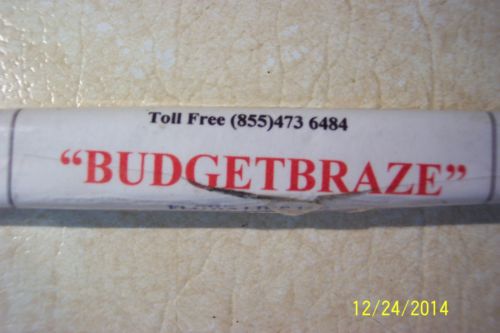 Toll Free (855)473 6484
“BUDGETBRAZE”
12/24/2014